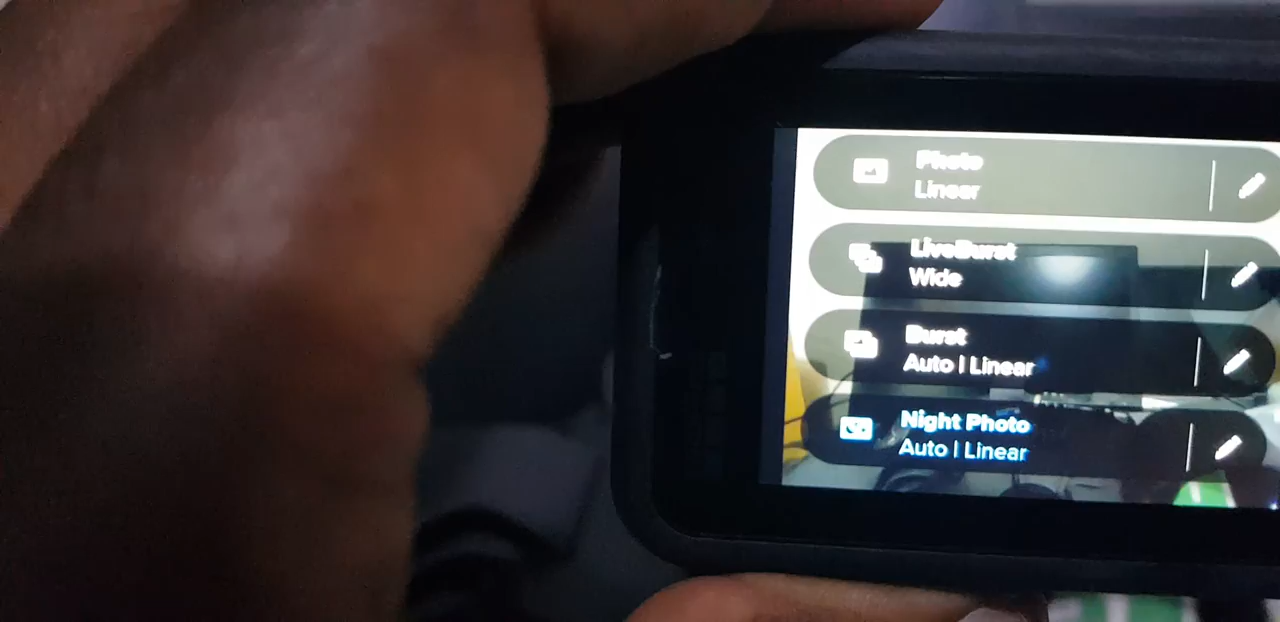 Photo
Linear
LiveBurst
Wide
Burst
Auto | Linear
Night Photo
Auto | Linear